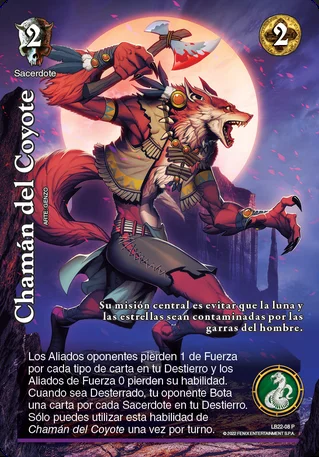 2
2
Sacerdote
Chamán del Coyote
ARTE: GENZO
Su misión central es evitar que la luna y
las estrellas sean contaminadas por las
garras del hombre.
Los Aliados oponentes pierden 1 de Fuerza
por cada tipo de carta en tu Destierro y los
Aliados de Fuerza 0 pierden su habilidad.
Cuando sea Desterrado, tu oponente Bota
una carta por cada Sacerdote en tu Destierro.
Sólo puedes utilizar esta habilidad de
Chamán del Coyote una vez por turno.
LB22-08 P
© 2022 FENIX ENTERTAINMENT S.P.A.